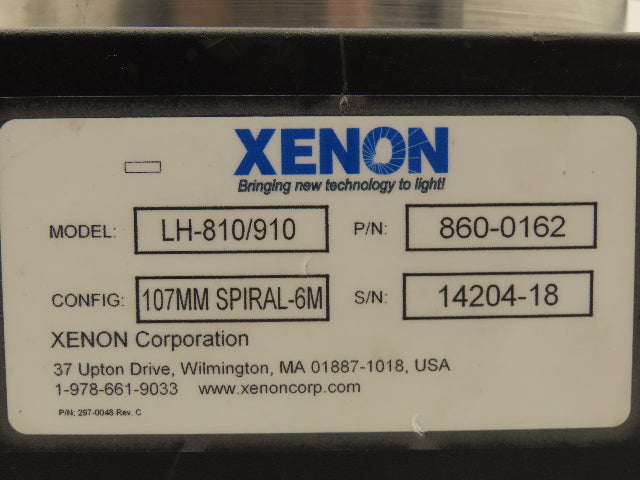 XENON
Bringing new technology to light!
MODEL: LH-810/910 P/N: 860-0162
CONFIG: 107MM SPIRAL-6M S/N: 14204-18
XENON Corporation
37 Upton Drive, Wilmington, MA 01887-1018, USA
1-978-661-9033 www.xenoncorp.com
P/N: 297-0048 Rev. C